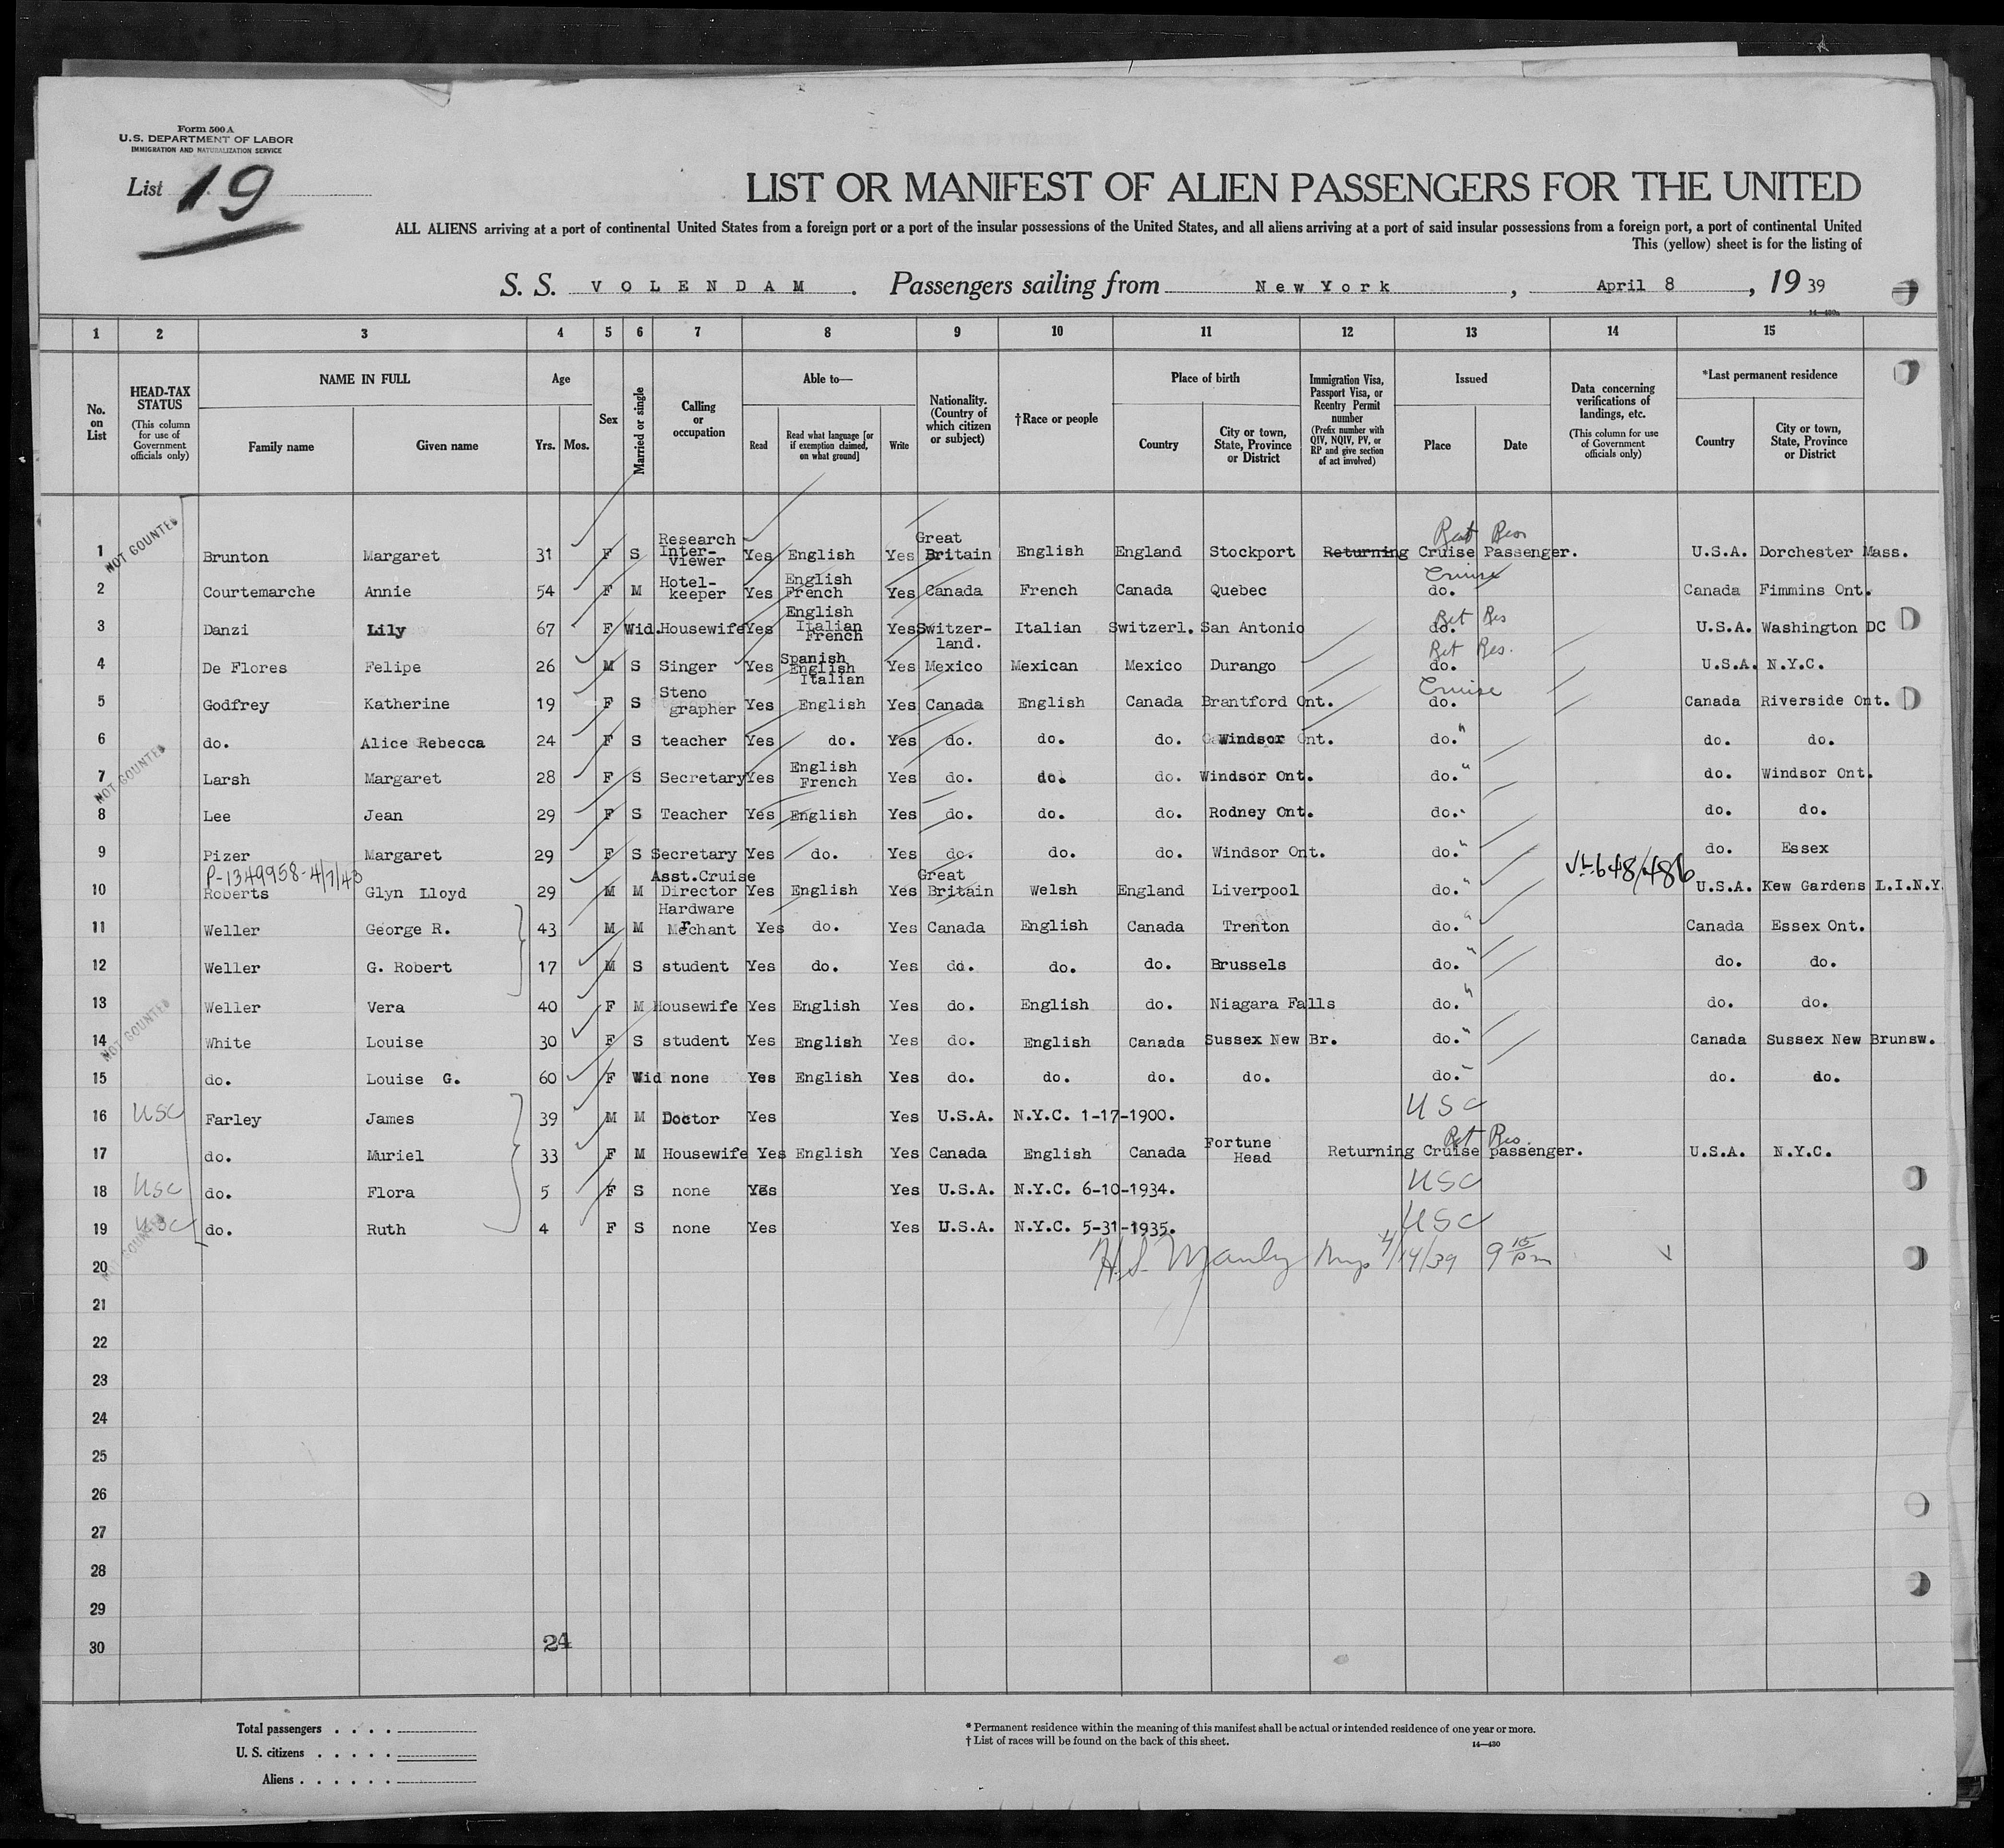 Form 500 A
U.S. DEPARTMENT OF LABOR
IMMIGRATION AND NATURALIZATION SERVICE
List 19
LIST OR MANIFEST OF ALIEN PASSENGERS FOR THE UNITED
ALL ALIENS arriving at a port of continental United States from a foreign port or a port of the insular possessions of the United States, and all aliens arriving at a port of said insular possessions from a foreign port, a port of continental United
This (yellow) sheet is for the listing of
S. S. VOLENDAM. Passengers sailing from New York, April 8, 19 39
14—430a
1 2 3 4 5 6 7 8 9 10 11 12 13 14 15
No. on List
HEAD-TAX STATUS (This column for use of Government officials only)
NAME IN FULL Family name Given name
Age Yrs. Mos.
Sex
Married or single
Calling or occupation
Able to— Read Read what language [or if exemption claimed, on what ground] Write
Nationality. (Country of which citizen or subject)
†Race or people
Place of birth Country City or town, State, Province or District
Immigration Visa, Passport Visa, or Reentry Permit number (Prefix number with QIV, NQIV, PV, or RP and give section of act involved)
Issued Place Date
Data concerning verifications of landings, etc. (This column for use of Government officials only)
*Last permanent residence Country City or town, State, Province or District
1 NOT COUNTED Brunton Margaret 31 F S Research Inter-viewer Yes English Yes Great Britain English England Stockport Returning Cruise Passenger. Ret Res U.S.A. Dorchester Mass.
2 Courtemarche Annie 54 F M Hotel-keeper Yes English French Yes Canada French Canada Quebec do. Cruise Canada Fimmins Ont.
3 Danzi Lily 67 F Wid. Housewife Yes English Italian French Yes Switzer-land. Italian Switzerl. San Antonio do. Ret Res U.S.A. Washington DC
4 De Flores Felipe 26 M S Singer Yes Spanish English Italian Yes Mexico Mexican Mexico Durango do. Ret Res. U.S.A. N.Y.C.
5 Godfrey Katherine 19 F S Steno grapher Yes English Yes Canada English Canada Brantford Ont. do. Cruise Canada Riverside Ont.
6 do. Alice Rebecca 24 F S teacher Yes do. Yes do. do. do. Windsor Ont. do. " do. do.
7 NOT COUNTED Larsh Margaret 28 F S Secretary Yes English French Yes do. do. do. Windsor Ont. do. " do. Windsor Ont.
8 Lee Jean 29 F S Teacher Yes English Yes do. do. do. Rodney Ont. do. " do. do.
9 Pizer Margaret 29 F S Secretary Yes do. Yes do. do. do. Windsor Ont. do. " do. Essex
P-1349958-4/7/43
10 Roberts Glyn Lloyd 29 M M Asst.Cruise Director Yes English Yes Great Britain Welsh England Liverpool do. " 648/486 U.S.A. Kew Gardens L.I.N.Y.
11 Weller George R. 43 M M Hardware Merchant Yes do. Yes Canada English Canada Trenton do. " Canada Essex Ont.
12 Weller G. Robert 17 M S student Yes do. Yes do. do. do. Brussels do. " do. do.
13 Weller Vera 40 F M Housewife Yes English Yes do. English do. Niagara Falls do. " do. do.
14 NOT COUNTED White Louise 30 F S student Yes English Yes do. English Canada Sussex New Br. do. " Canada Sussex New Brunsw.
15 do. Louise G. 60 F Wid none Yes English Yes do. do. do. do. do. " do. do.
16 USC Farley James 39 M M Doctor Yes Yes U.S.A. N.Y.C. 1-17-1900. USC
17 do. Muriel 33 F M Housewife Yes English Yes Canada English Canada Fortune Head Returning Cruise passenger. Ret Res. U.S.A. N.Y.C.
18 USC do. Flora 5 F S none Yes Yes U.S.A. N.Y.C. 6-10-1934. USC
19 USC do. Ruth 4 F S none Yes Yes U.S.A. N.Y.C. 5-31-1935. USC
NOT COUNTED
20 H.S. Manly 4/14/39 9 15 pm
21
22
23
24
25
26
27
28
29
30 24
Total passengers . . . .
U. S. citizens . . . . .
Aliens . . . . . .
* Permanent residence within the meaning of this manifest shall be actual or intended residence of one year or more.
† List of races will be found on the back of this sheet.
14—430